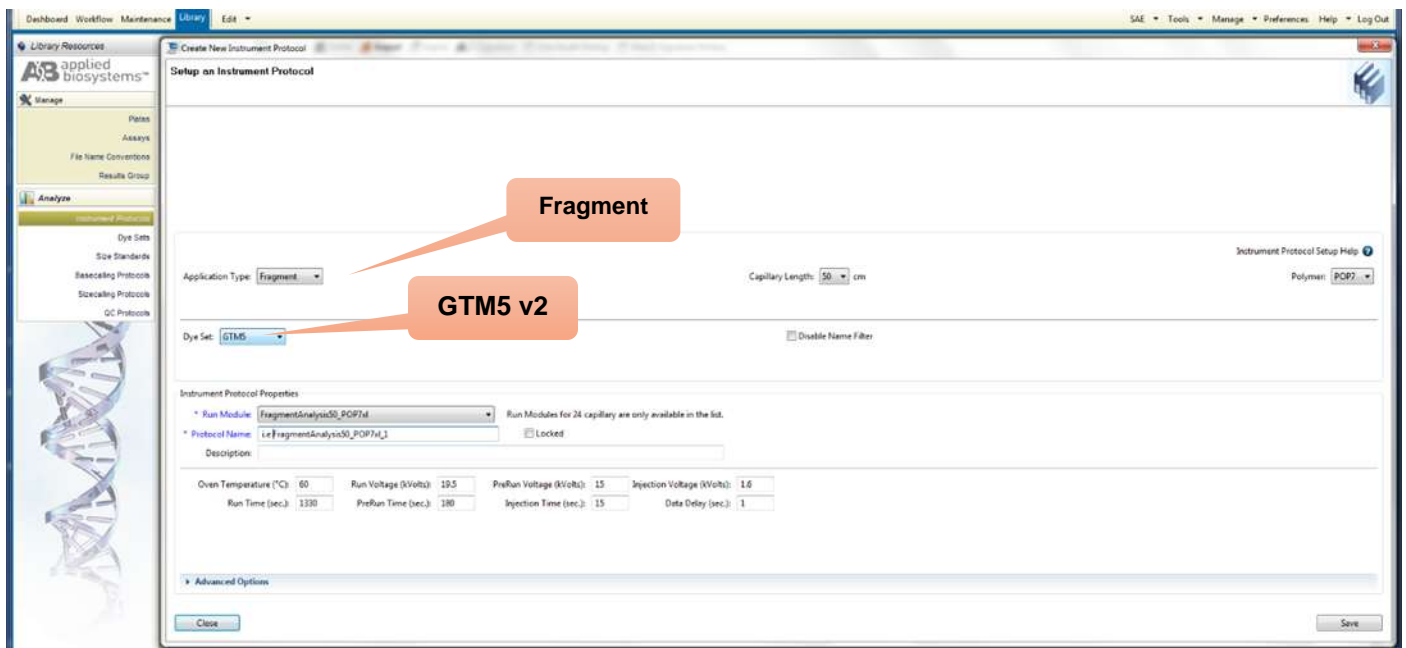 Dashboard Workflow Maintenance Library Edit SAE Tools Manage Preferences Help Log Out
Library Resources
applied biosystems™
Manage
Plates
Assays
File Name Conventions
Results Group
Analyze
Instrument Protocols
Dye Sets
Size Standards
Basecalling Protocols
Sizecalling Protocols
QC Protocols
Create New Instrument Protocol
Setup an Instrument Protocol
Fragment
Instrument Protocol Setup Help
Application Type: Fragment Capillary Length: 50 cm Polymer: POP7
GTM5 v2
Dye Set: GTM5 Disable Name Filter
Instrument Protocol Properties
* Run Module: FragmentAnalysis50_POP7xl Run Modules for 24 capillary are only available in the list.
* Protocol Name: i.e FragmentAnalysis50_POP7xl_1 Locked
Description:
Oven Temperature (°C): 60 Run Voltage (kVolts): 19.5 PreRun Voltage (kVolts): 15 Injection Voltage (kVolts): 1.6
Run Time (sec.): 1330 PreRun Time (sec.): 180 Injection Time (sec.): 15 Data Delay (sec.): 1
Advanced Options
Close Save